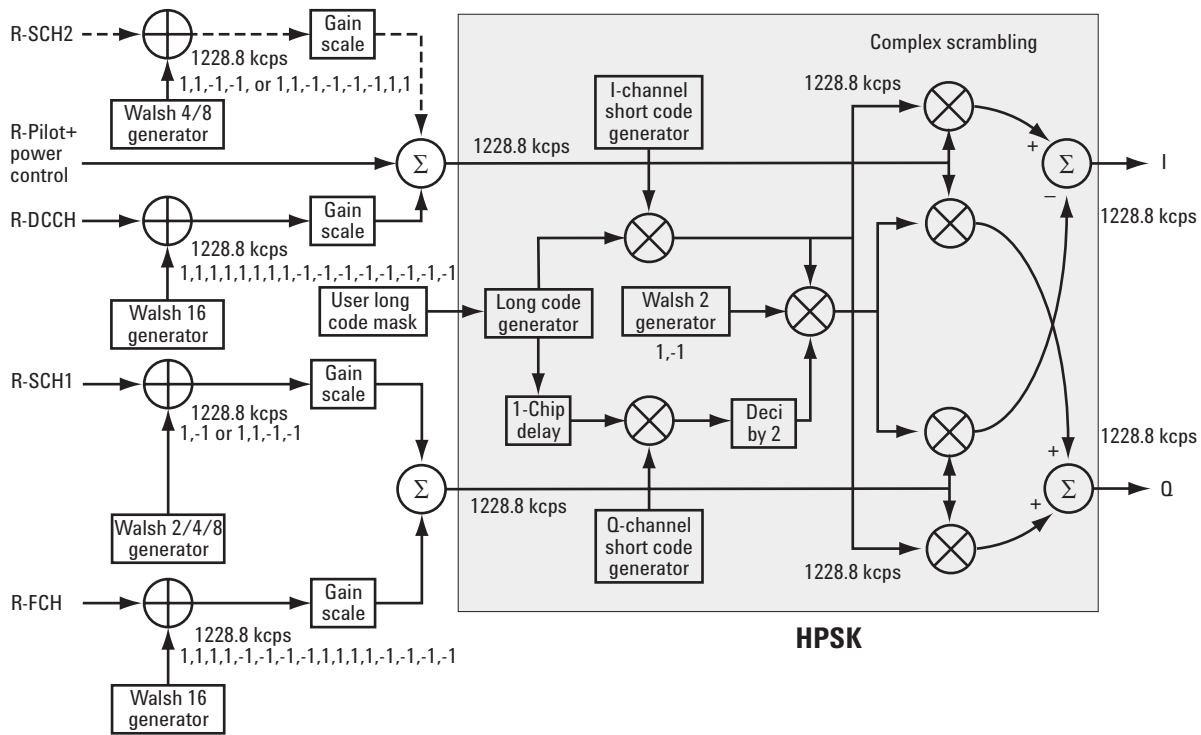 R-SCH2
Gain
scale
1228.8 kcps
1,1,-1,-1, or 1,1,-1,-1,-1,-1,1,1
Walsh 4/8
generator
R-Pilot+
power
control
Σ
R-DCCH
Gain
scale
1228.8 kcps
1,1,1,1,1,1,1,1,-1,-1,-1,-1,-1,-1,-1,-1
Walsh 16
generator
R-SCH1
Gain
scale
1228.8 kcps
1,-1 or 1,1,-1,-1
Walsh 2/4/8
generator
Σ
R-FCH
Gain
scale
1228.8 kcps
1,1,1,1,-1,-1,-1,-1,1,1,1,1,-1,-1,-1,-1
Walsh 16
generator
Complex scrambling
1228.8 kcps
I-channel
short code
generator
1228.8 kcps
User long
code mask
Long code
generator
Walsh 2
generator
1,-1
1-Chip
delay
Deci
by 2
1228.8 kcps
Q-channel
short code
generator
1228.8 kcps
+
Σ
−
I
1228.8 kcps
1228.8 kcps
+
Σ
+
Q
HPSK